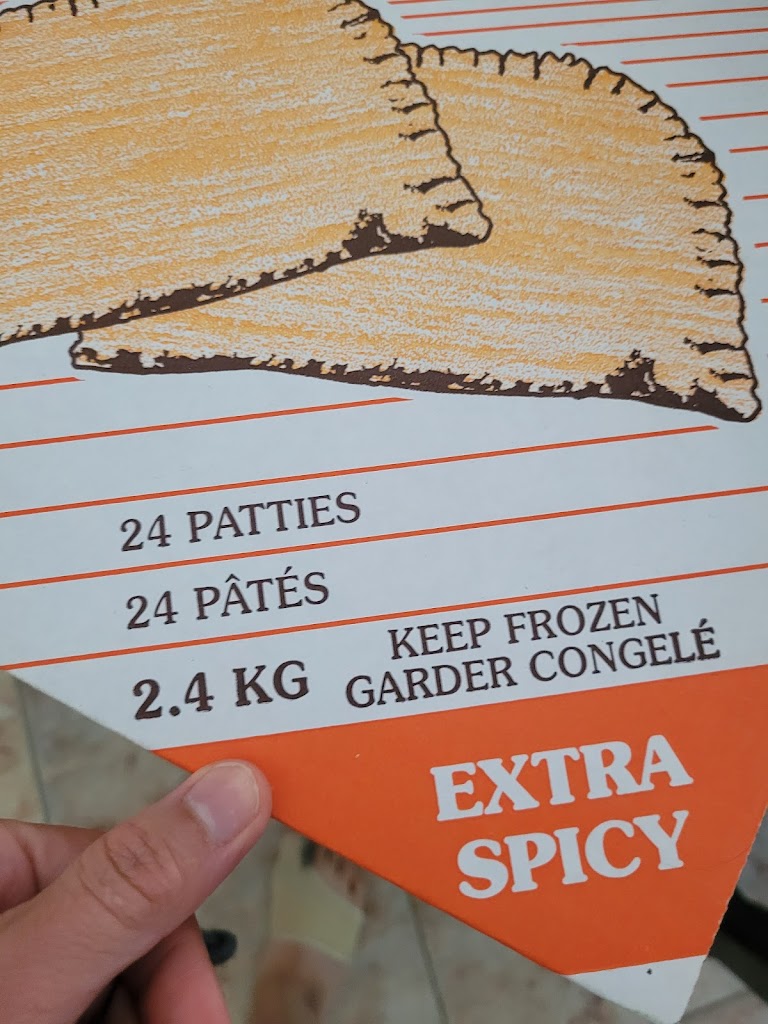 24 PATTIES
24 PÂTÉS
2.4 KG
KEEP FROZEN
GARDER CONGELÉ
EXTRA
SPICY